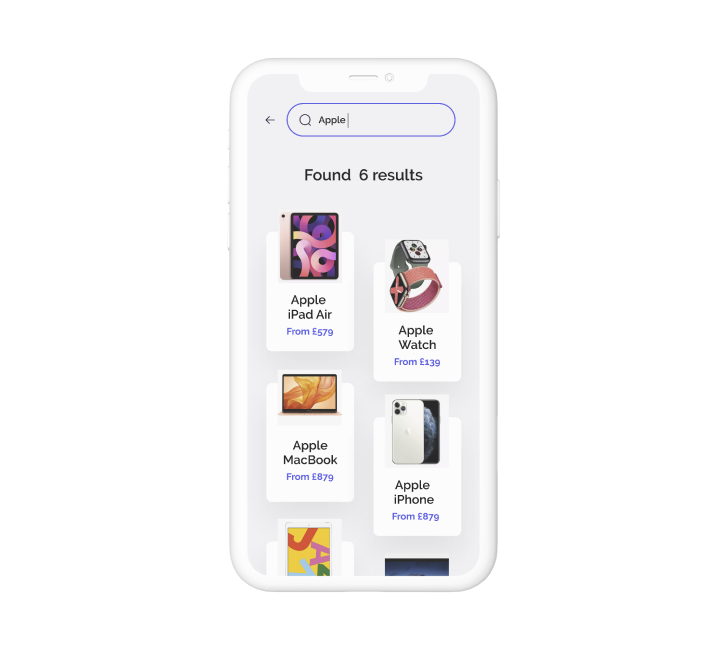 Apple
Found 6 results
Apple
iPad Air
From £579
Apple
Watch
From £139
Apple
MacBook
From £879
Apple
iPhone
From £879